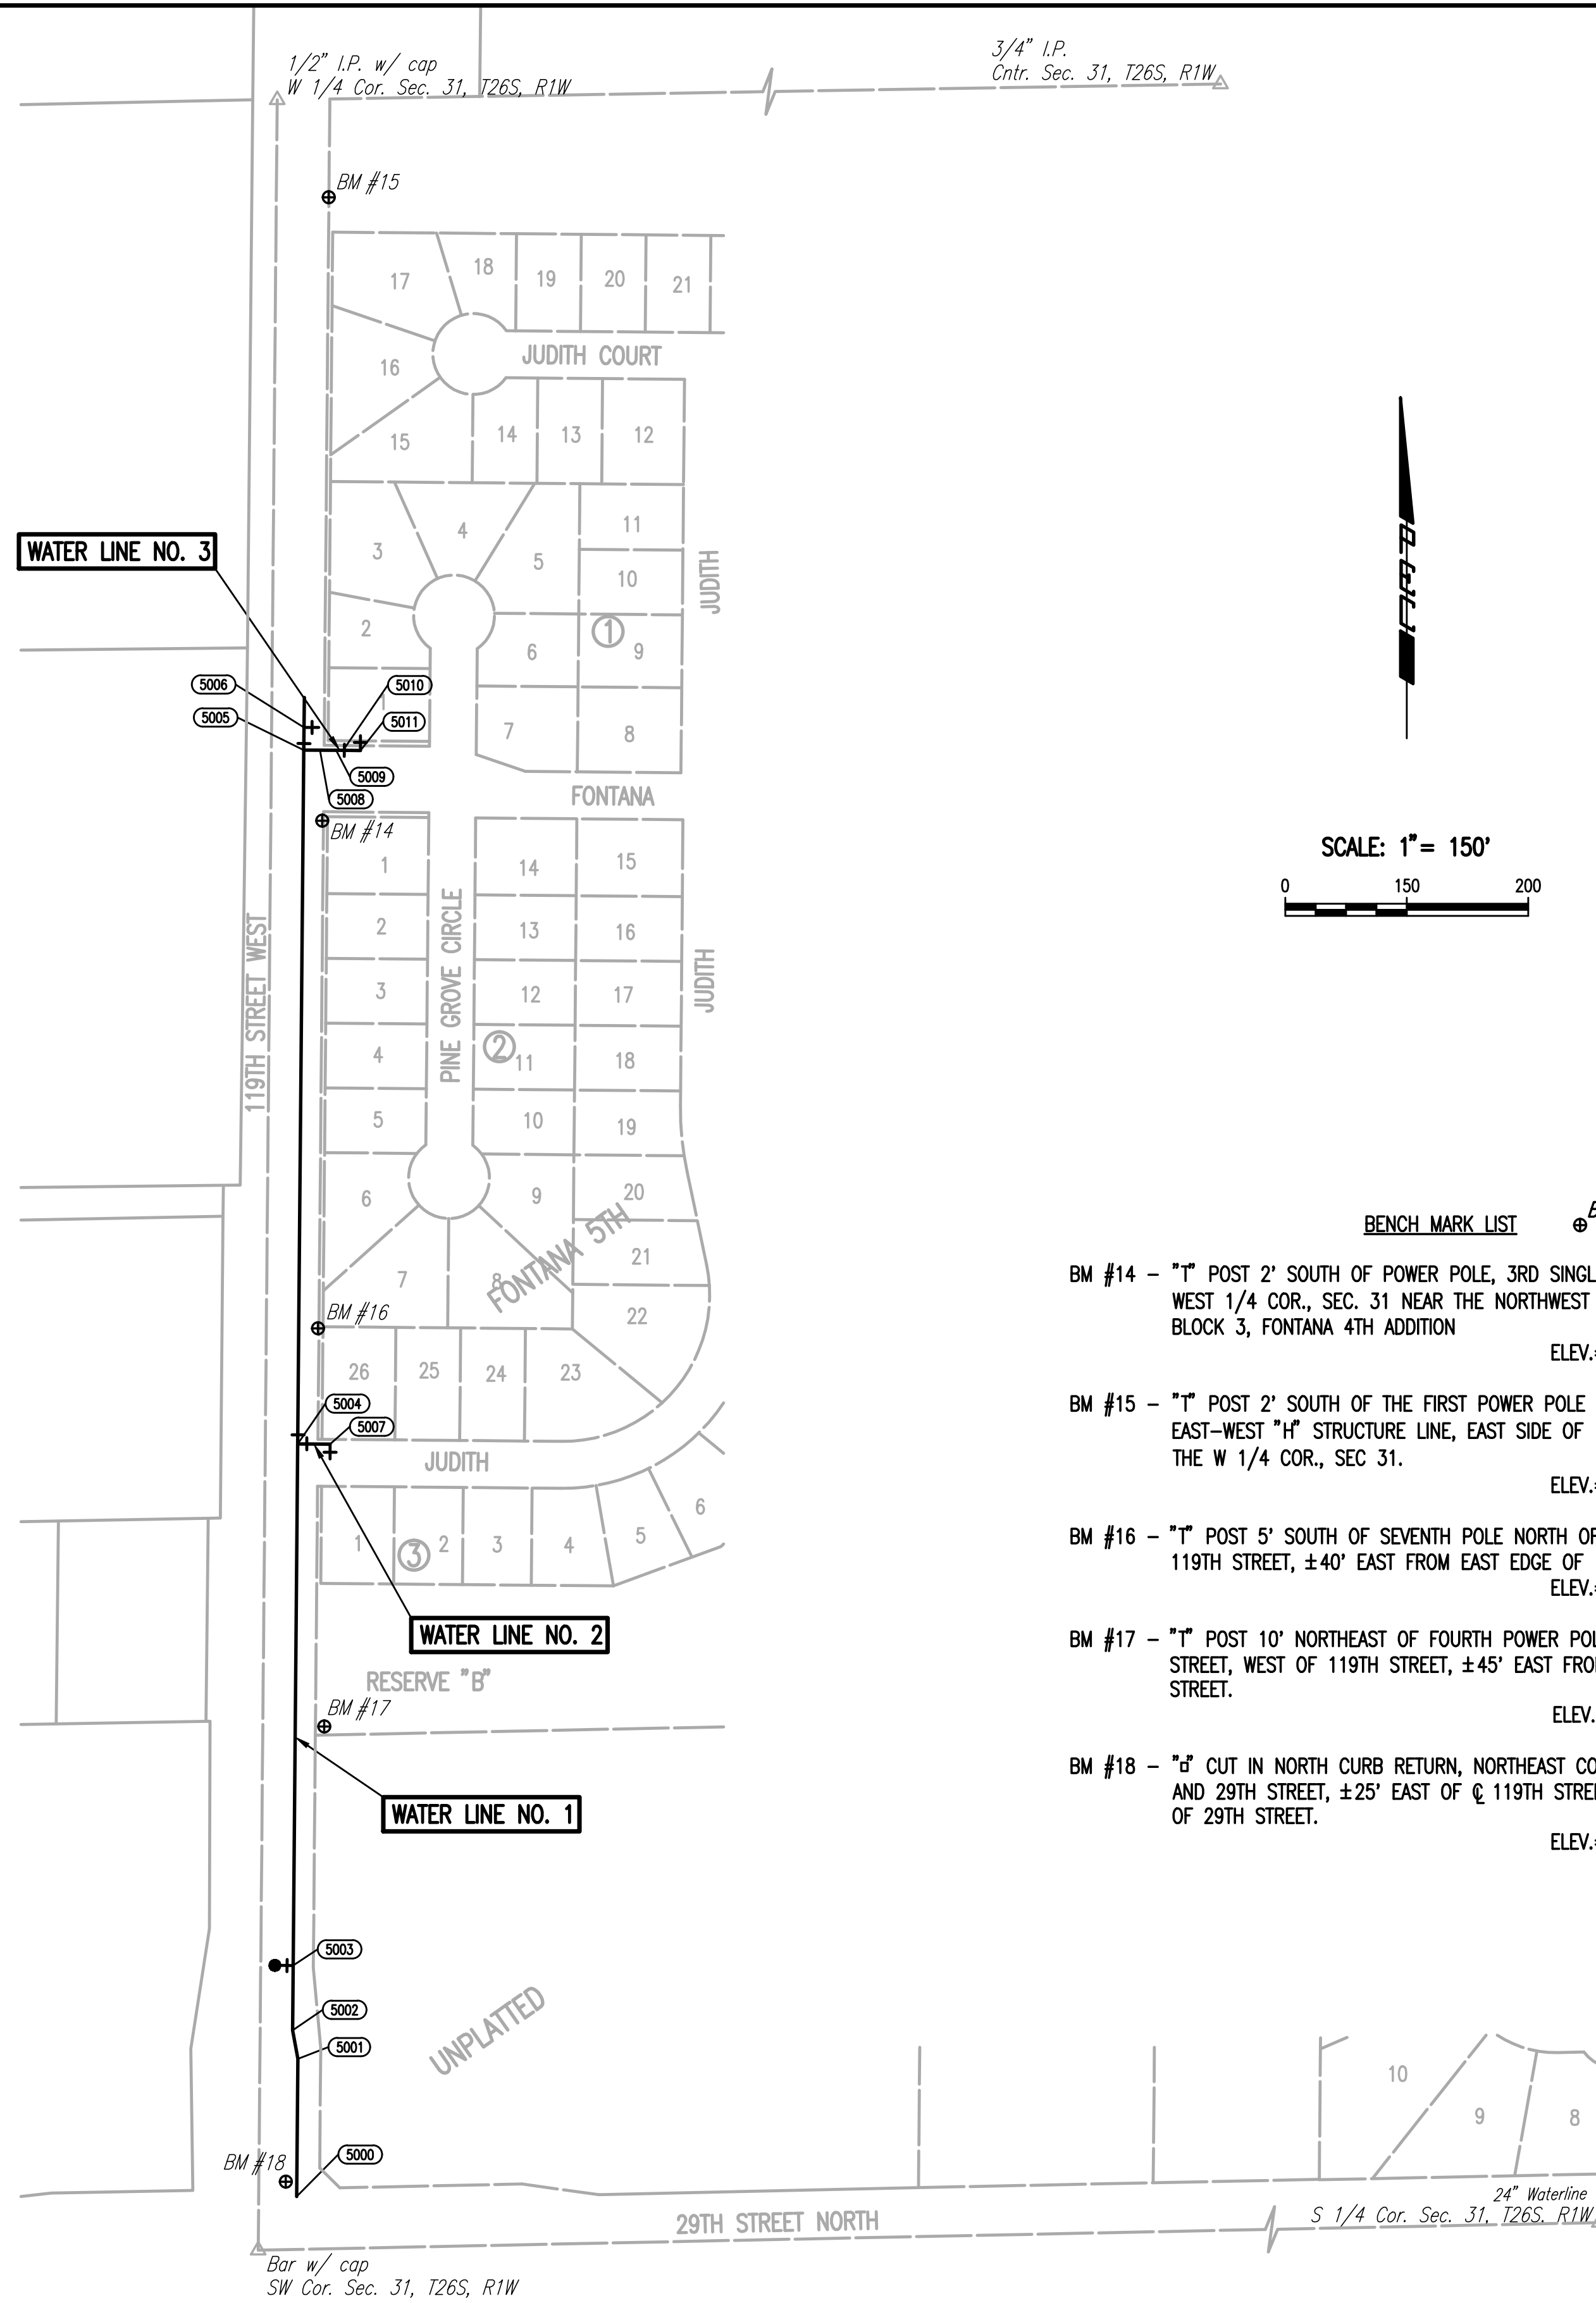 1/2" I.P. w/ cap
W 1/4 Cor. Sec. 31, T26S, R1W
3/4" I.P.
Cntr. Sec. 31, T26S, R1W
BM #15
17
18
19
20
21
JUDITH COURT
16
15
14
13
12
3
4
5
11
10
JUDITH
WATER LINE NO. 3
2
6
1
9
5006
5005
5010
5011
7
8
5009
5008
FONTANA
BM #14
SCALE: 1"= 150'
0 150 200
1
14
15
2
13
16
119TH STREET WEST
PINE GROVE CIRCLE
JUDITH
3
12
17
4
2
11
18
5
10
19
6
9
20
FONTANA 5TH
7
8
21
22
BM #16
26
25
24
23
5004
5007
JUDITH
1
3
2
3
4
5
6
WATER LINE NO. 2
RESERVE "B"
BM #17
WATER LINE NO. 1
BENCH MARK LIST
BM #14 - "T" POST 2' SOUTH OF POWER POLE, 3RD
WEST 1/4 COR., SEC. 31 NEAR THE NORTHWEST
BLOCK 3, FONTANA 4TH ADDITION
ELEV.
BM #15 - "T" POST 2' SOUTH OF THE FIRST POWER POLE
EAST-WEST "H" STRUCTURE LINE, EAST SIDE OF
THE W 1/4 COR., SEC 31.
ELEV.
BM #16 - "T" POST 5' SOUTH OF SEVENTH POLE NORTH
119TH STREET, ±40' EAST FROM EAST EDGE OF
ELEV.
BM #17 - "T" POST 10' NORTHEAST OF FOURTH POWER
STREET, WEST OF 119TH STREET, ±45' EAST
STREET.
ELEV.
BM #18 - "□" CUT IN NORTH CURB RETURN, NORTHEAST
AND 29TH STREET, ±25' EAST OF ℄ 119TH
OF 29TH STREET.
ELEV.
5003
5002
5001
UNPLATTED
5000
BM #18
10
9
8
29TH STREET NORTH
24" Waterline
S 1/4 Cor. Sec. 31, T26S, R1W
Bar w/ cap
SW Cor. Sec. 31, T26S, R1W